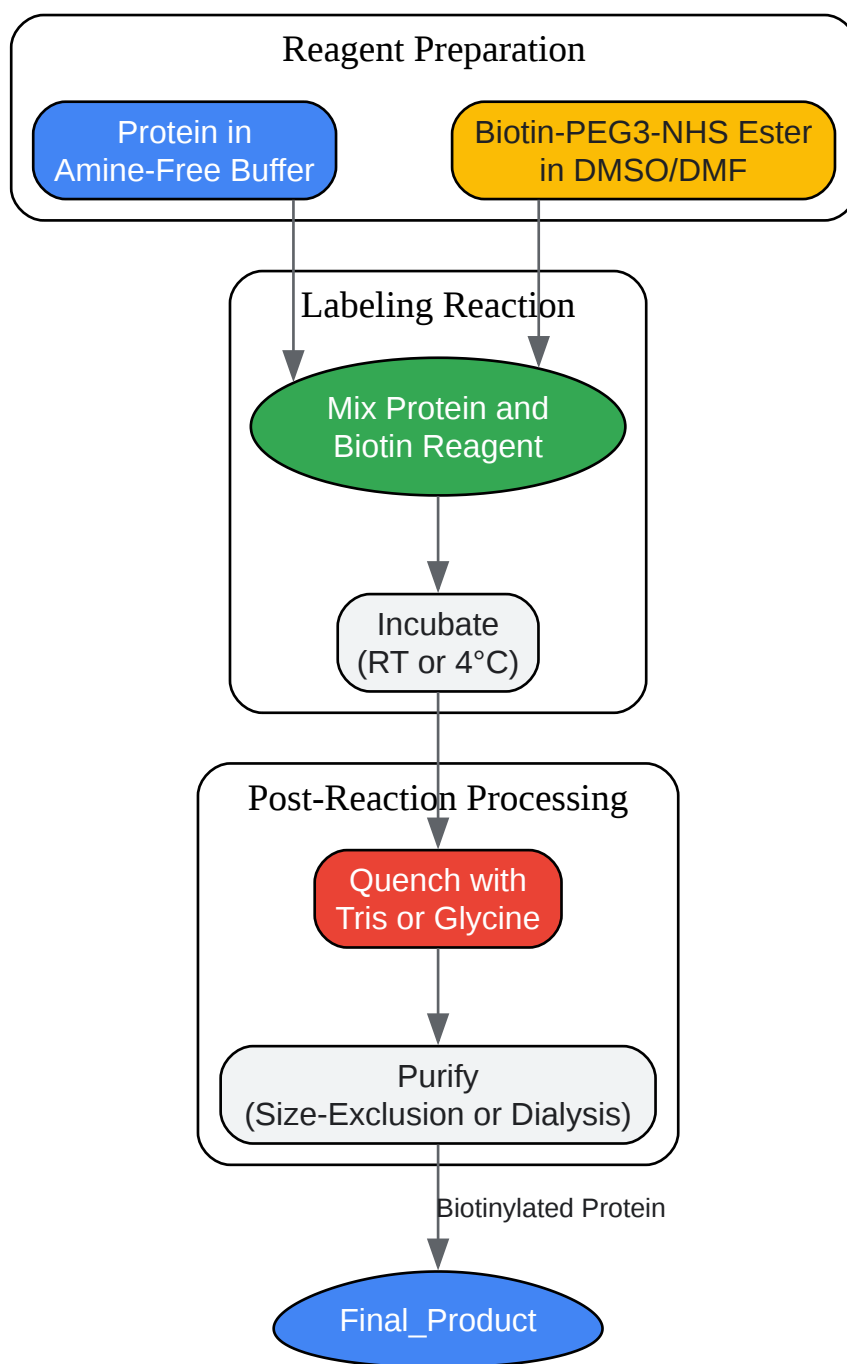 Reagent Preparation
Protein in
Amine-Free Buffer
Biotin-PEG3-NHS Ester
in DMSO/DMF
Labeling Reaction
Mix Protein and
Biotin Reagent
Incubate
(RT or 4°C)
Post-Reaction Processing
Quench with
Tris or Glycine
Purify
(Size-Exclusion or Dialysis)
Biotinylated Protein
Final_Product